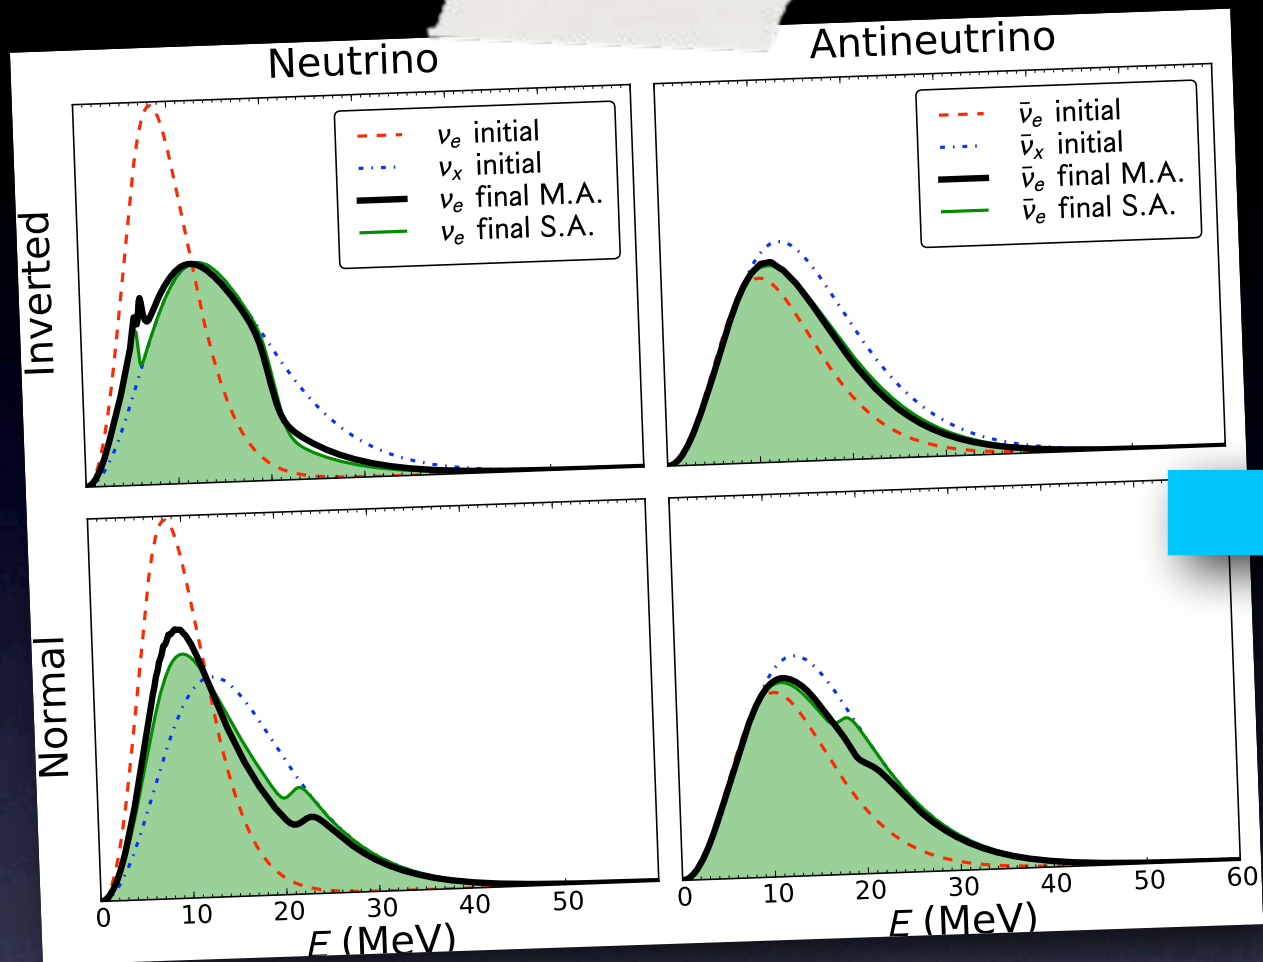 Neutrino
Antineutrino
νₑ initial
νₓ initial
νₑ final M.A.
νₑ final S.A.
ν̄ₑ initial
ν̄ₓ initial
ν̄ₑ final M.A.
ν̄ₑ final S.A.
Inverted
Normal
0 10 20 30 40 50
E (MeV)
0 10 20 30 40 50 60
E (MeV)